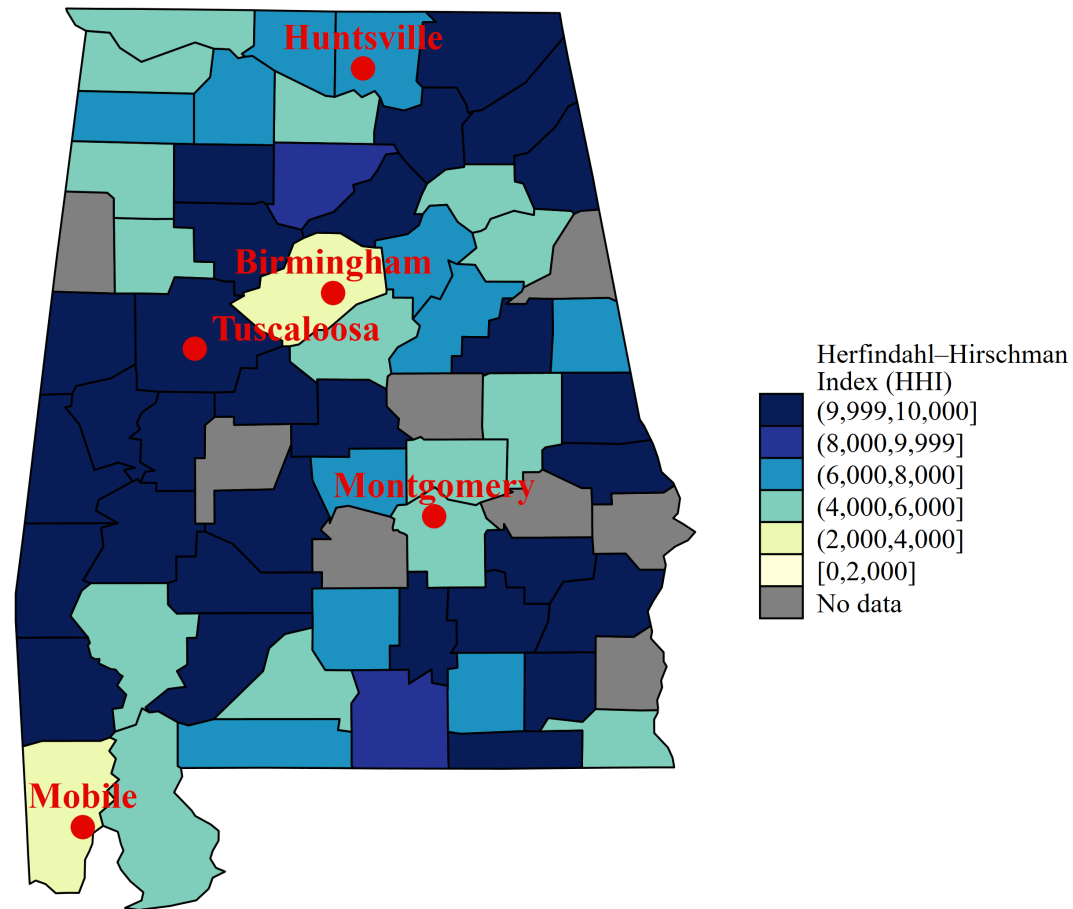 Huntsville
Birmingham
Tuscaloosa
Montgomery
Mobile
Herfindahl–Hirschman
Index (HHI)
(9,999,10,000]
(8,000,9,999]
(6,000,8,000]
(4,000,6,000]
(2,000,4,000]
[0,2,000]
No data